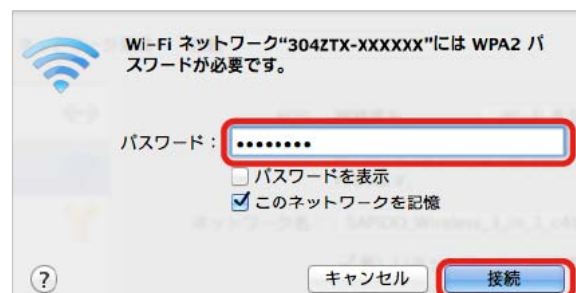 Wi-Fi ネットワーク“304ZTX-XXXXXX”には WPA2 パ
スワードが必要です。
パスワード： ••••••••
パスワードを表示
このネットワークを記憶
? キャンセル 接続